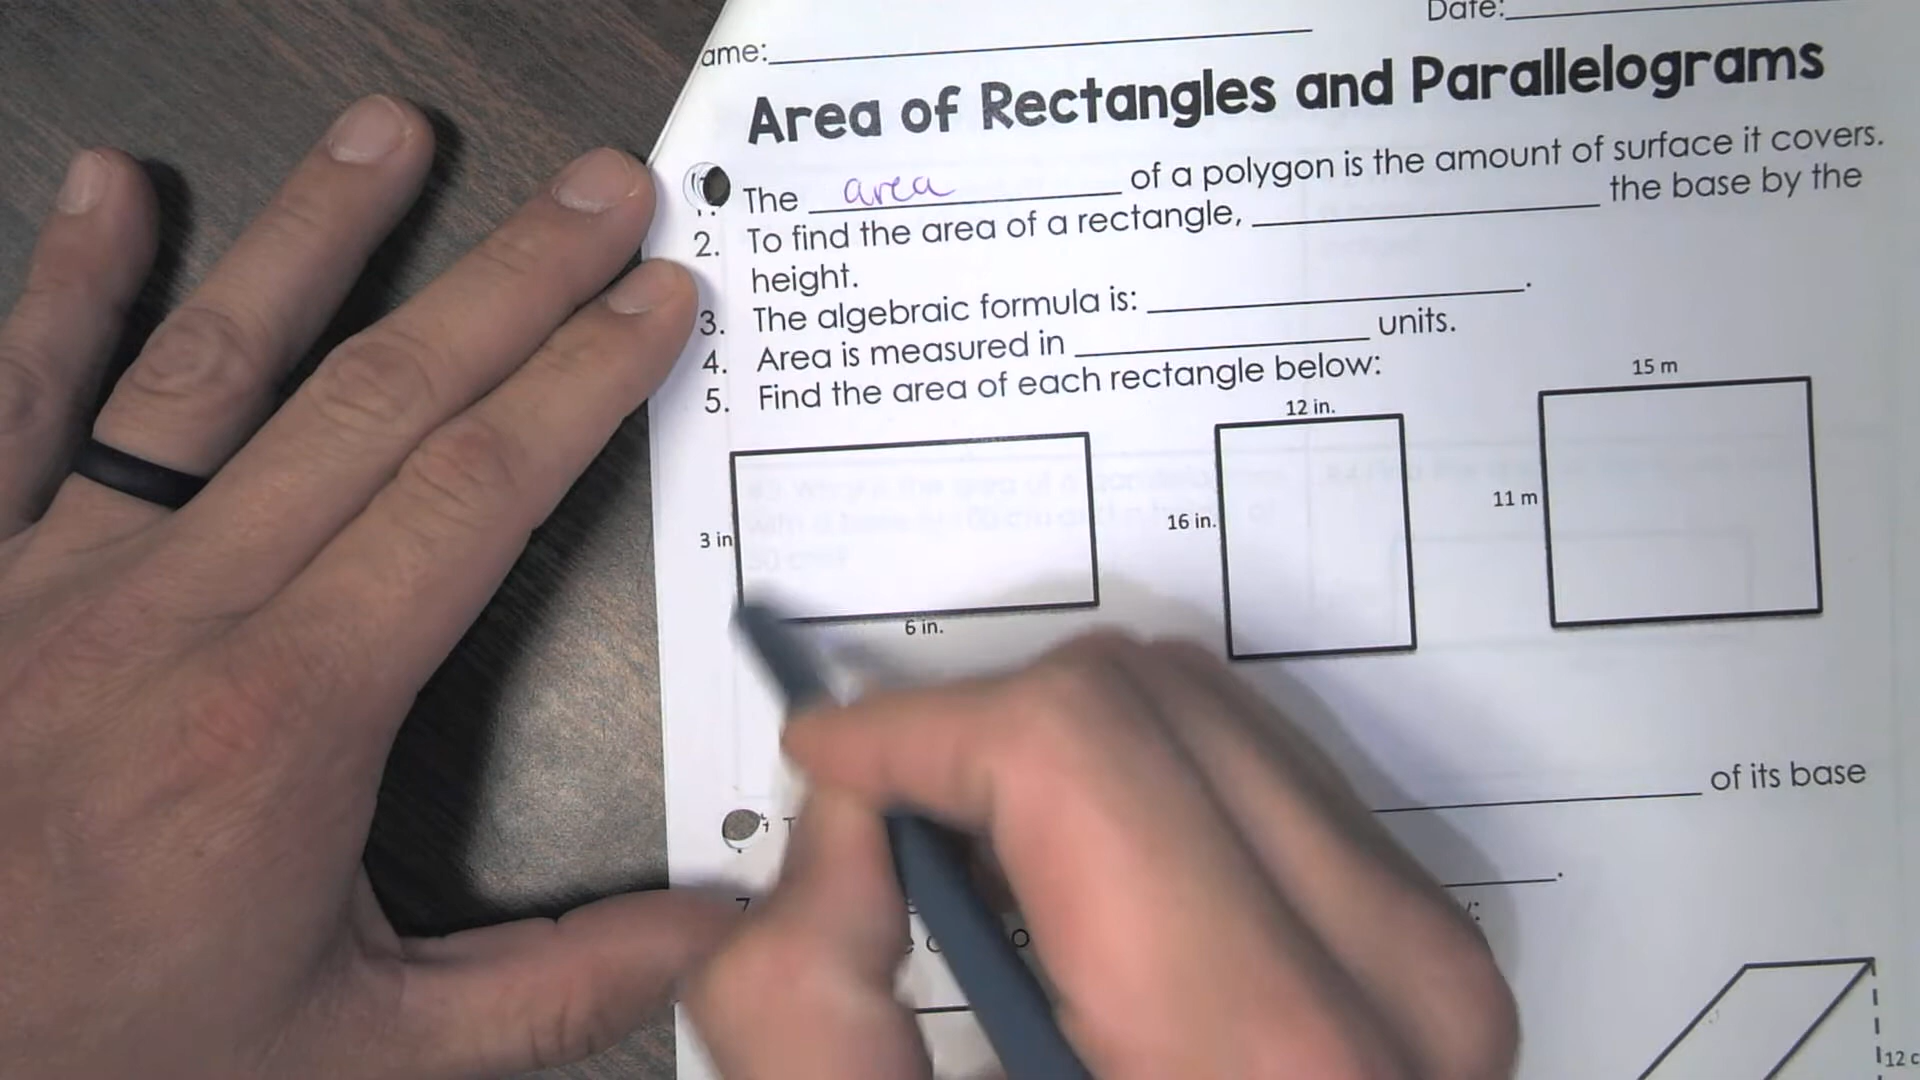 ame:
Date:
Area of Rectangles and Parallelograms
The area of a polygon is the amount of surface it covers.
2. To find the area of a rectangle, the base by the
height.
3. The algebraic formula is: .
4. Area is measured in units.
5. Find the area of each rectangle below:
3 in
6 in.
12 in.
16 in.
15 m
11 m
of its base
12 c